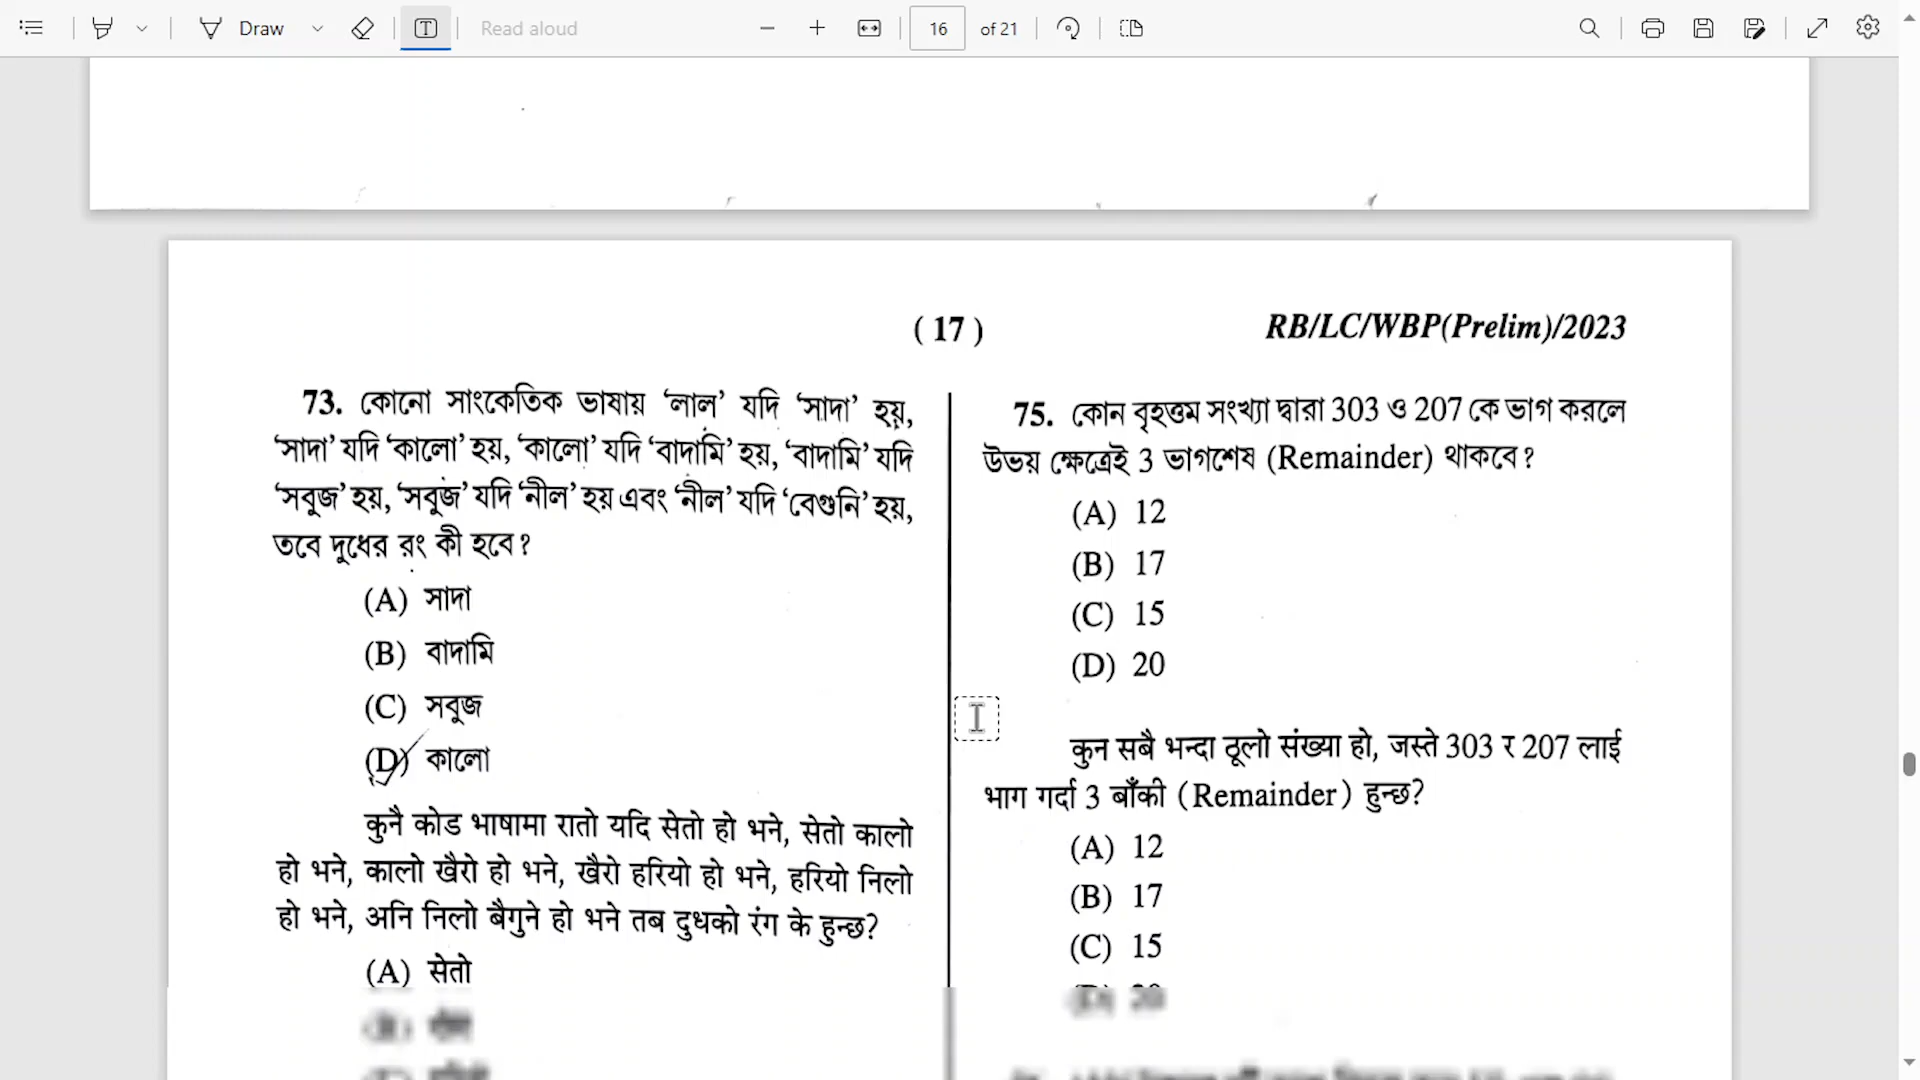 Draw
Read aloud
16
of 21
( 17 )
RB/LC/WBP(Prelim)/2023
73. কোনো সাংকেতিক ভাষায় ‘লাল’ যদি ‘সাদা’ হয়,
‘সাদা’ যদি ‘কালো’ হয়, ‘কালো’ যদি ‘বাদামি’ হয়, ‘বাদামি’ যদি
‘সবুজ’ হয়, ‘সবুজ’ যদি ‘নীল’ হয় এবং ‘নীল’ যদি ‘বেগুনি’ হয়,
তবে দুধের রং কী হবে?
(A) সাদা
(B) বাদামি
(C) সবুজ
(D) কালো
कुनै कोड भाषामा रातो यदि सेतो हो भने, सेतो कालो
हो भने, कालो खैरो हो भने, खैरो हरियो हो भने, हरियो निलो
हो भने, अनि निलो बैगुने हो भने तब दुधको रंग के हुन्छ?
(A) सेतो
75. কোন বৃহত্তম সংখ্যা দ্বারা 303 ও 207 কে ভাগ করলে
উভয় ক্ষেত্রেই 3 ভাগশেষ (Remainder) থাকবে?
(A) 12
(B) 17
(C) 15
(D) 20
कुन सबै भन्दा ठूलो संख्या हो, जस्ते 303 र 207 लाई
भाग गर्दा 3 बाँकी (Remainder) हुन्छ?
(A) 12
(B) 17
(C) 15
(D) 20